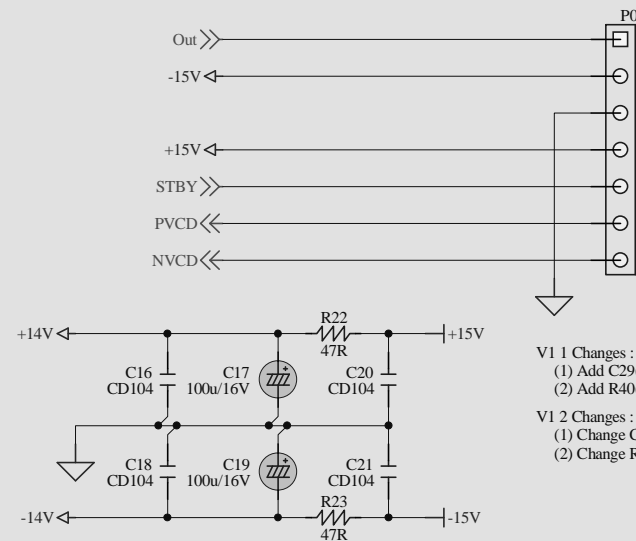 P0
Out
-15V
+15V
STBY
PVCD
NVCD
R22
+14V
+15V
47R
C16
CD104
C17
100u/16V
C20
CD104
C18
CD104
C19
100u/16V
C21
CD104
R23
-14V
-15V
47R
V1 1 Changes :
(1) Add C29
(2) Add R40
V1 2 Changes :
(1) Change
(2) Change R